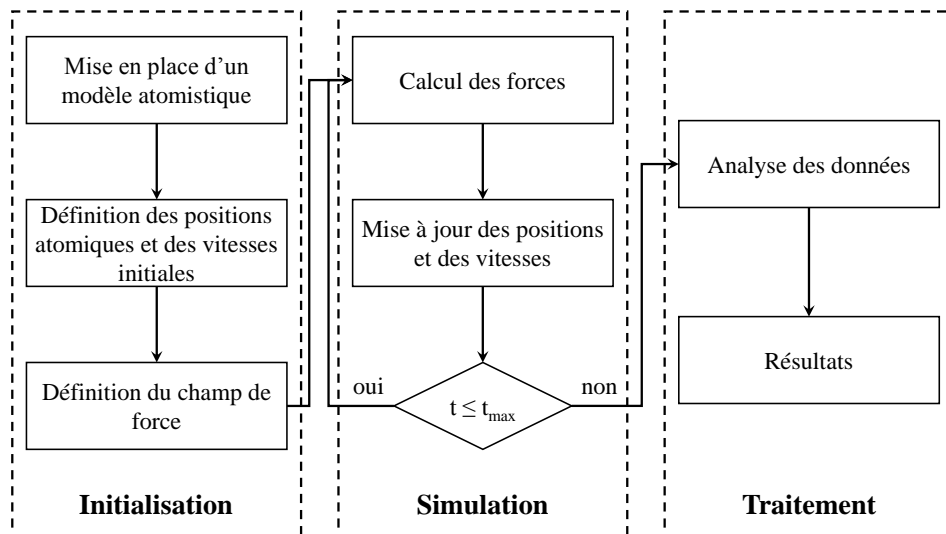 Mise en place d'un
modèle atomistique
Définition des positions
atomiques et des vitesses
initiales
Définition du champ de
force
Initialisation
Calcul des forces
Mise à jour des positions
et des vitesses
oui
t ≤ tmax
non
Simulation
Analyse des données
Résultats
Traitement